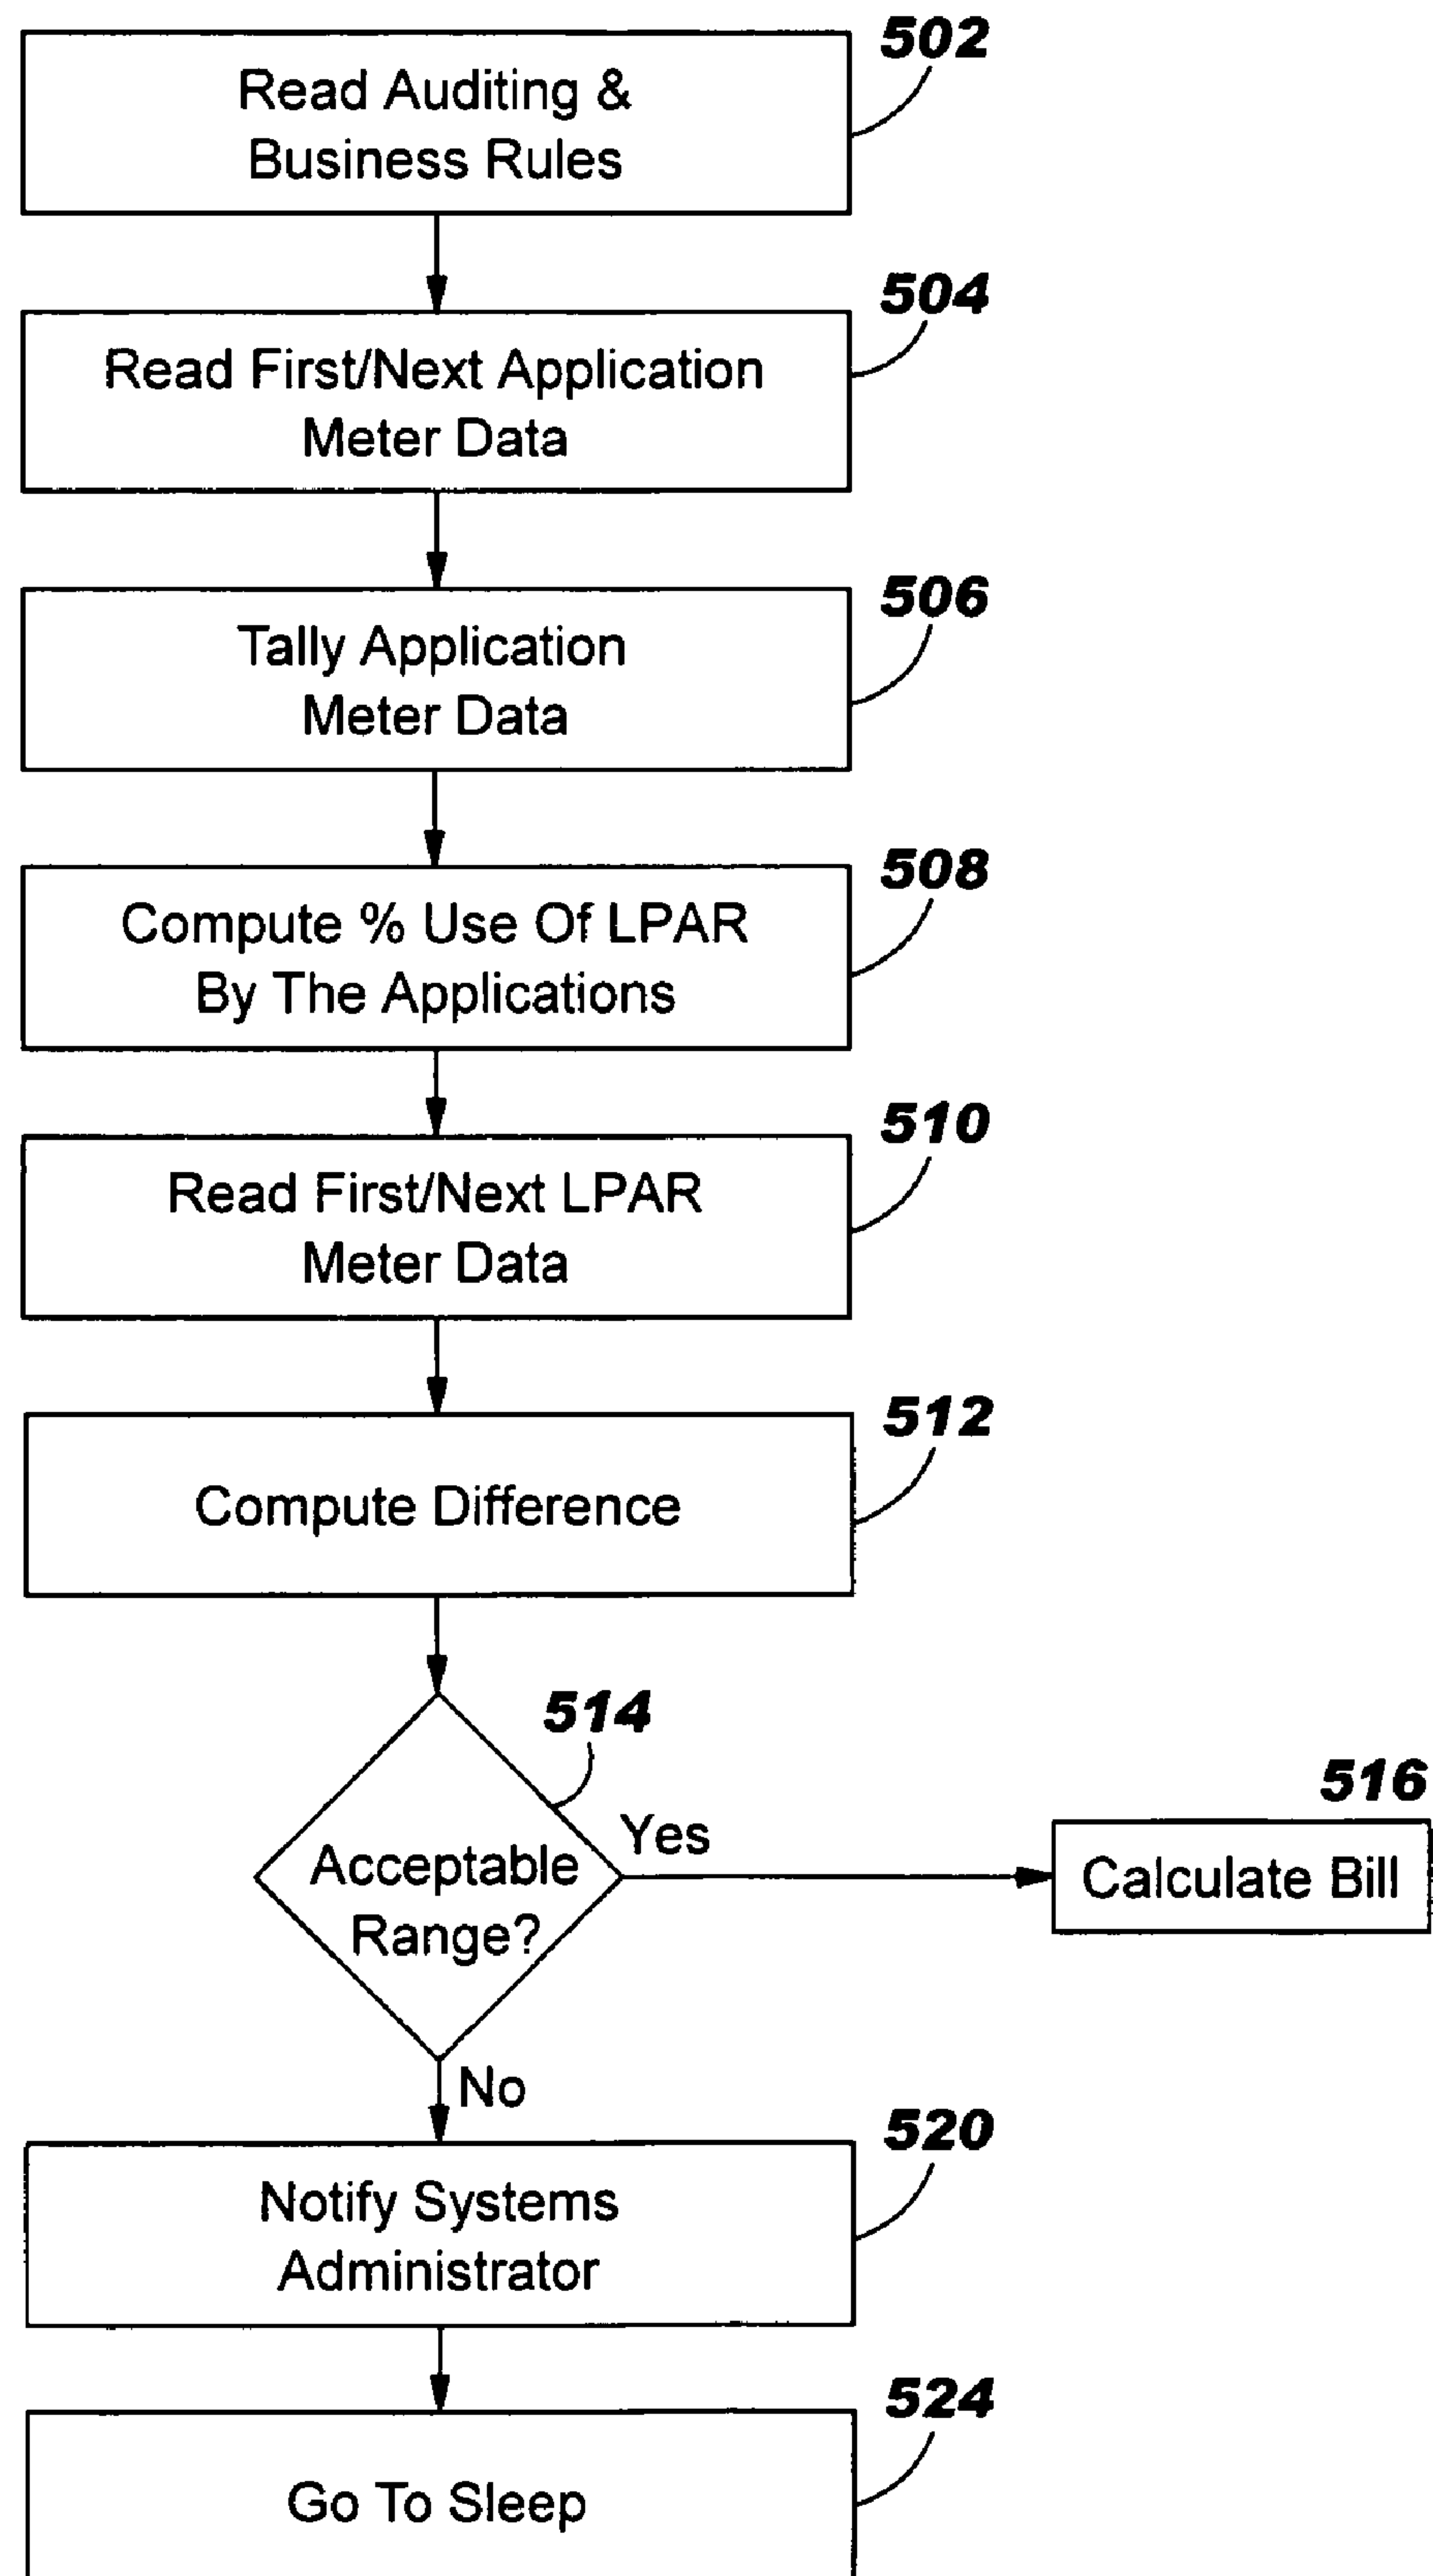 502
Read Auditing &
Business Rules
504
Read First/Next Application
Meter Data
506
Tally Application
Meter Data
508
Compute % Use Of LPAR
By The Applications
510
Read First/Next LPAR
Meter Data
512
Compute Difference
514
Acceptable
Range?
Yes
516
Calculate Bill
No
520
Notify Systems
Administrator
524
Go To Sleep